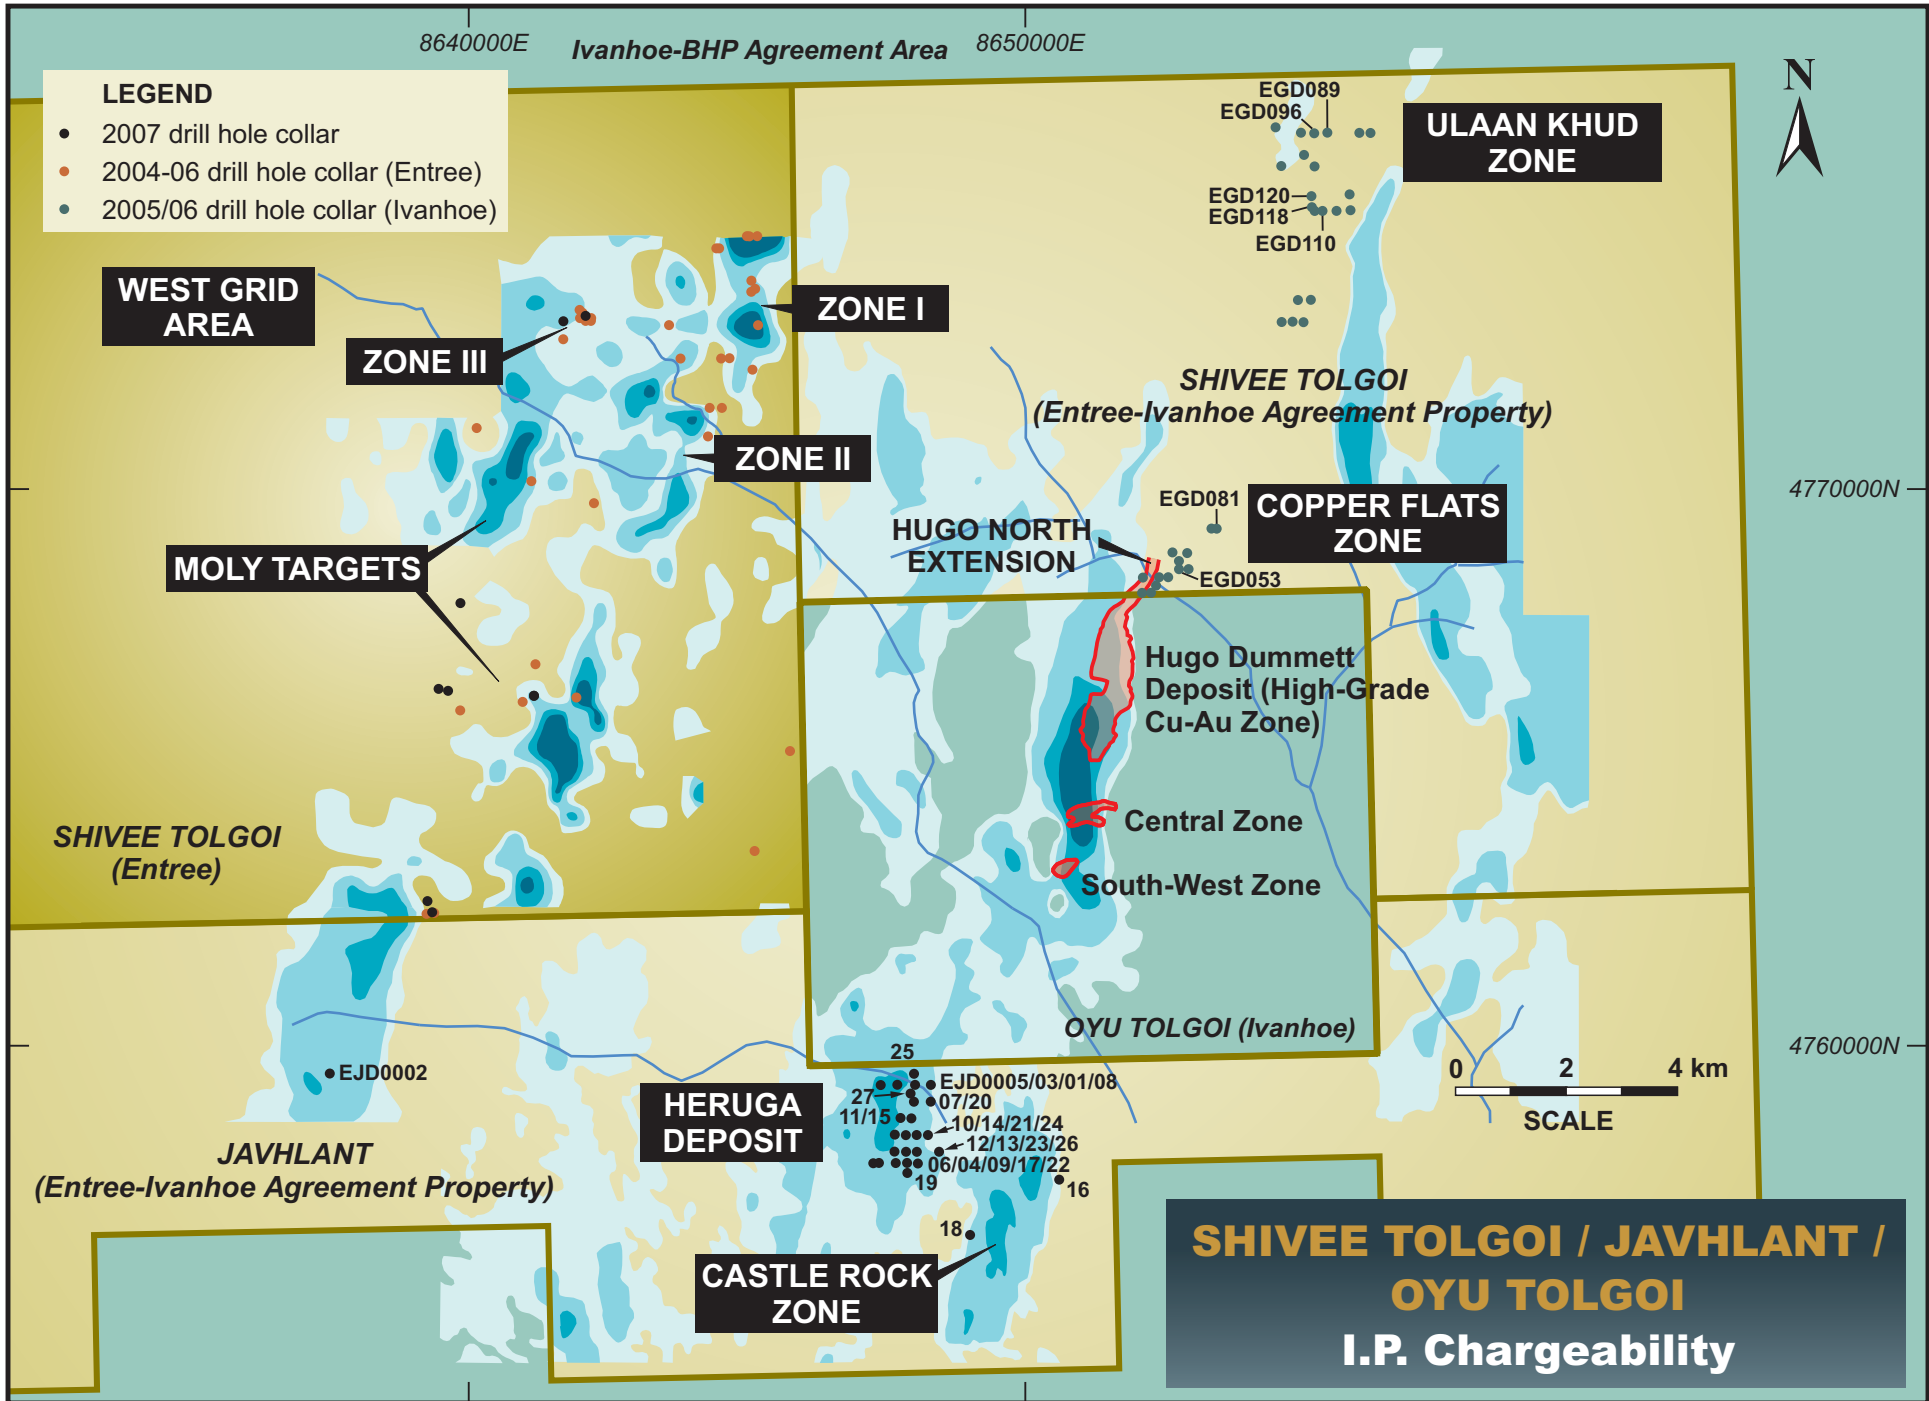 8640000E
Ivanhoe-BHP Agreement Area
8650000E
N
LEGEND
2007 drill hole collar
2004-06 drill hole collar (Entree)
2005/06 drill hole collar (Ivanhoe)
EGD089
EGD096
ULAAN KHUD
ZONE
EGD120
EGD118
EGD110
WEST GRID
AREA
ZONE I
ZONE III
SHIVEE TOLGOI
(Entree-Ivanhoe Agreement Property)
ZONE II
4770000N
EGD081
COPPER FLATS
ZONE
HUGO NORTH
EXTENSION
MOLY TARGETS
EGD053
Hugo Dummett
Deposit (High-Grade
Cu-Au Zone)
Central Zone
SHIVEE TOLGOI
(Entree)
South-West Zone
OYU TOLGOI (Ivanhoe)
4760000N
25
EJD0002
EJD0005/03/01/08
27
07/20
11/15
10/14/21/24
12/13/23/26
06/04/09/17/22
19
16
18
HERUGA
DEPOSIT
0 2 4 km
SCALE
JAVHLANT
(Entree-Ivanhoe Agreement Property)
CASTLE ROCK
ZONE
SHIVEE TOLGOI / JAVHLANT /
OYU TOLGOI
I.P. Chargeability